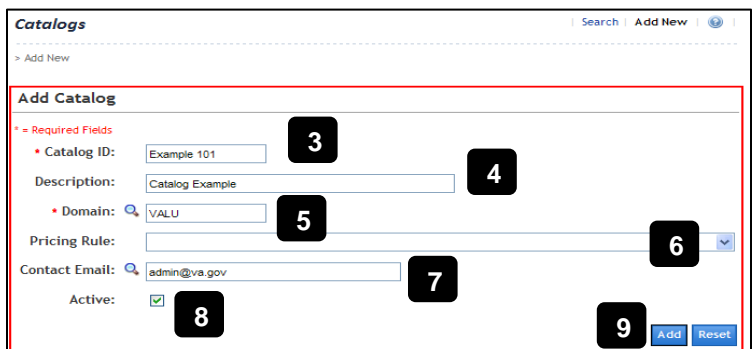 Catalogs
| Search | Add New | ? |
> Add New
Add Catalog
* = Required Fields
* Catalog ID: Example 101 3
Description: Catalog Example 4
* Domain: VALU 5
Pricing Rule: 6
Contact Email: admin@va.gov 7
Active: 8
9 Add Reset